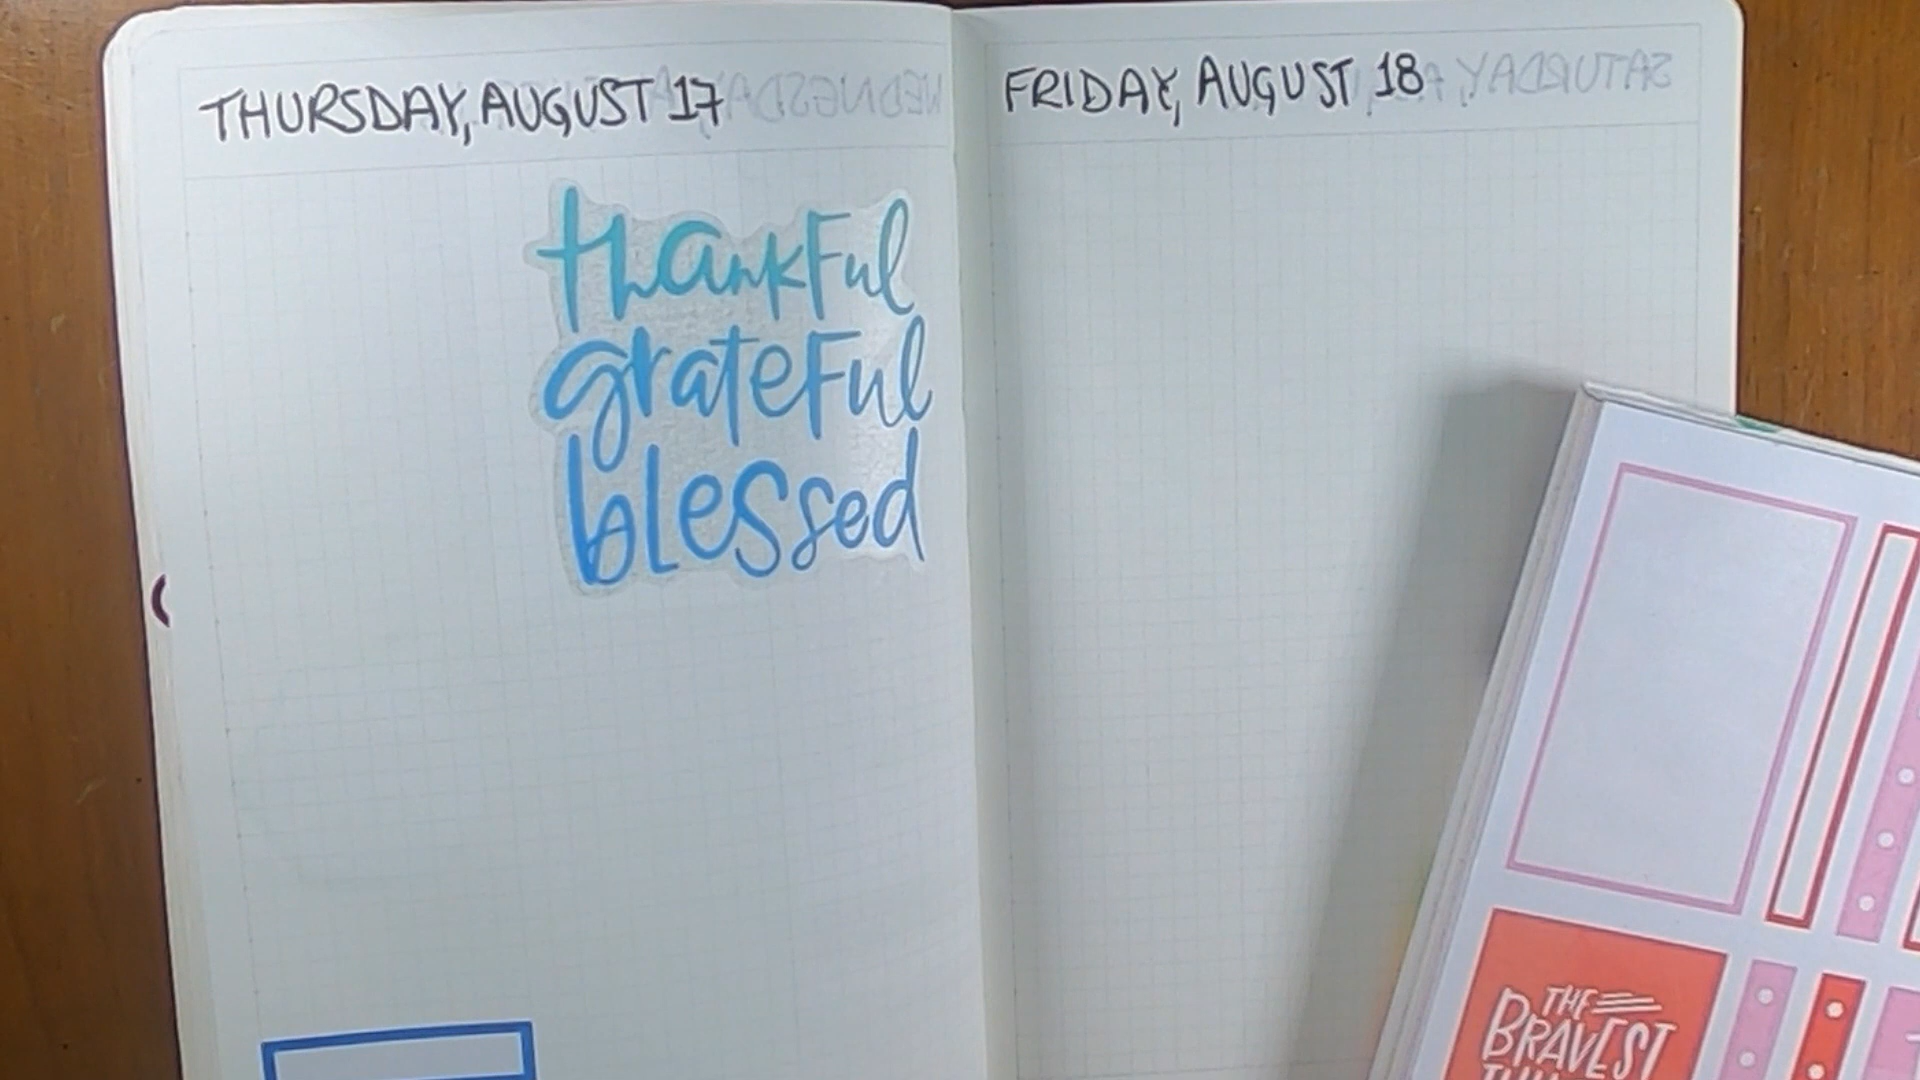 THURSDAY, AUGUST 17
thankful
grateful
blessed
FRIDAY, AUGUST 18
THE
BRAVEST